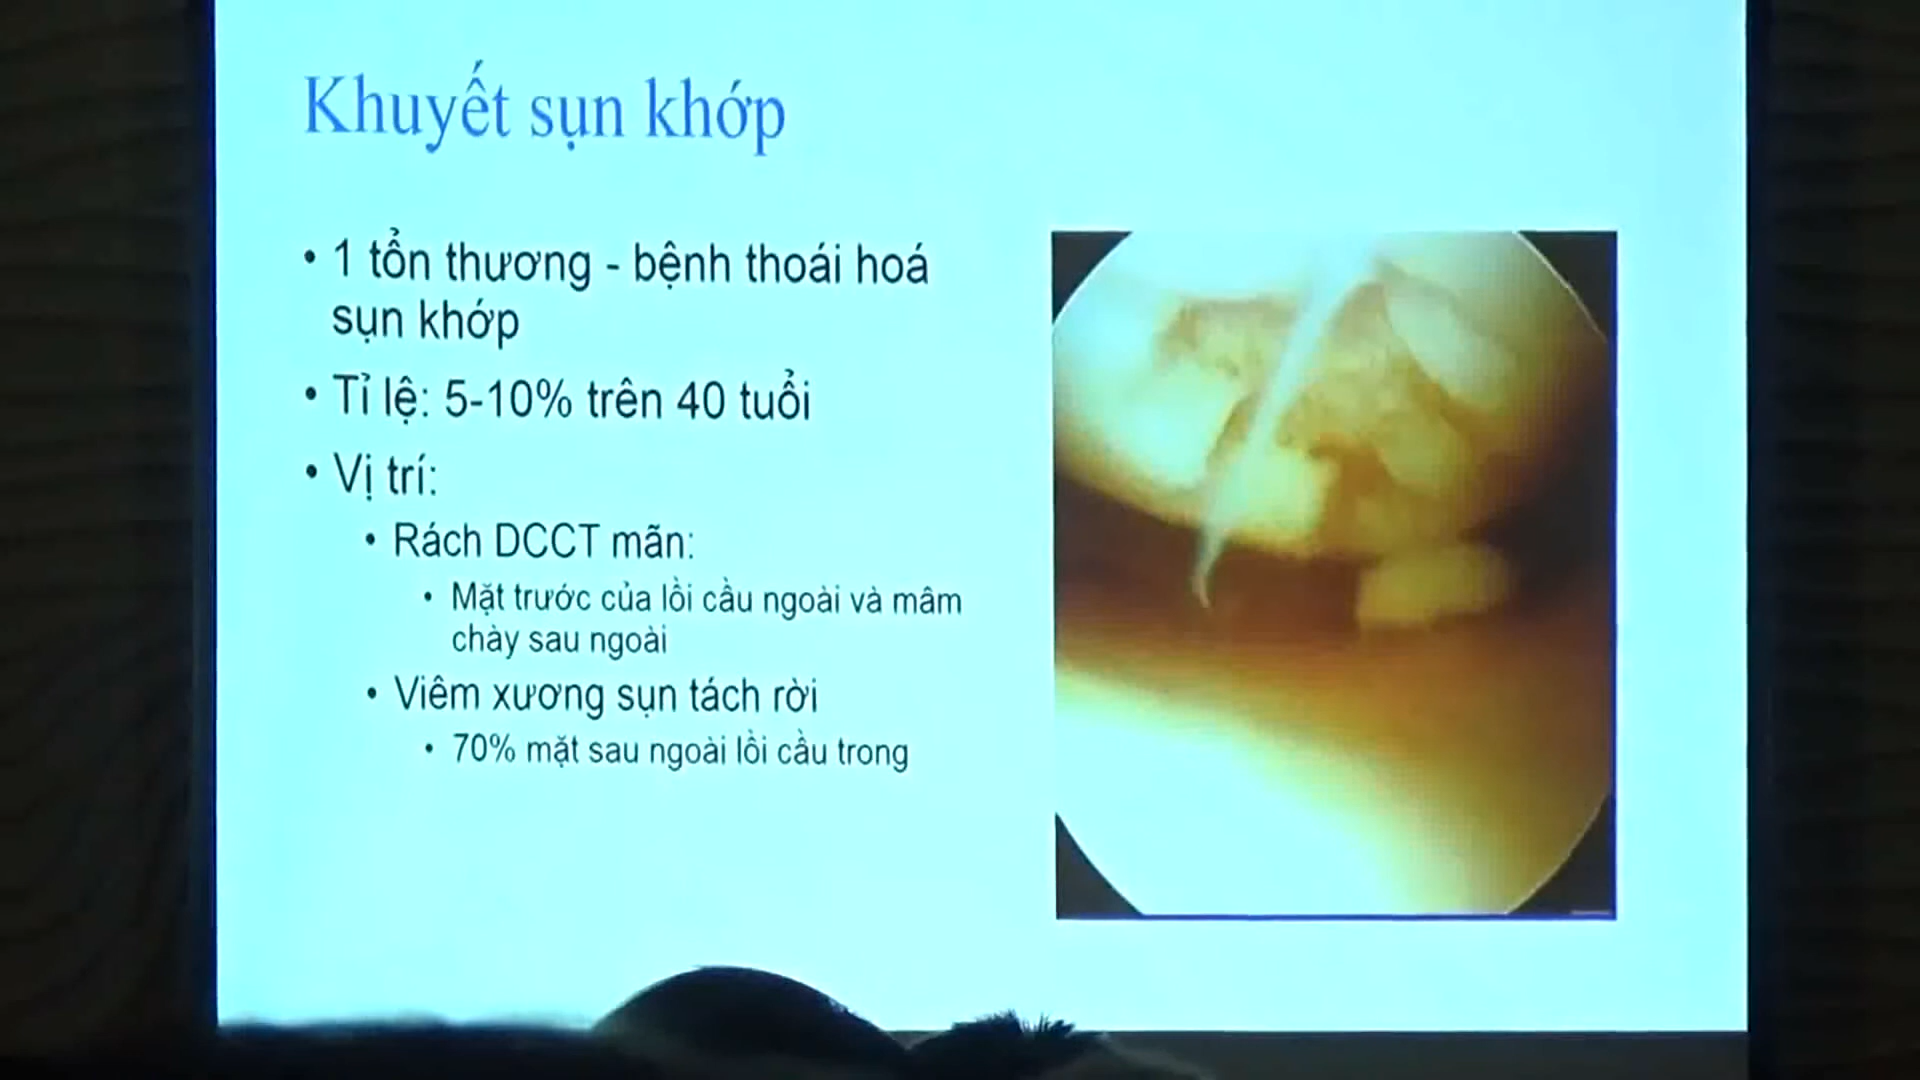 Khuyết sụn khớp
• 1 tổn thương - bệnh thoái hoá
sụn khớp
• Tỉ lệ: 5-10% trên 40 tuổi
• Vị trí:
• Rách DCCT mãn:
• Mặt trước của lồi cầu ngoài và mâm
chày sau ngoài
• Viêm xương sụn tách rời
• 70% mặt sau ngoài lồi cầu trong